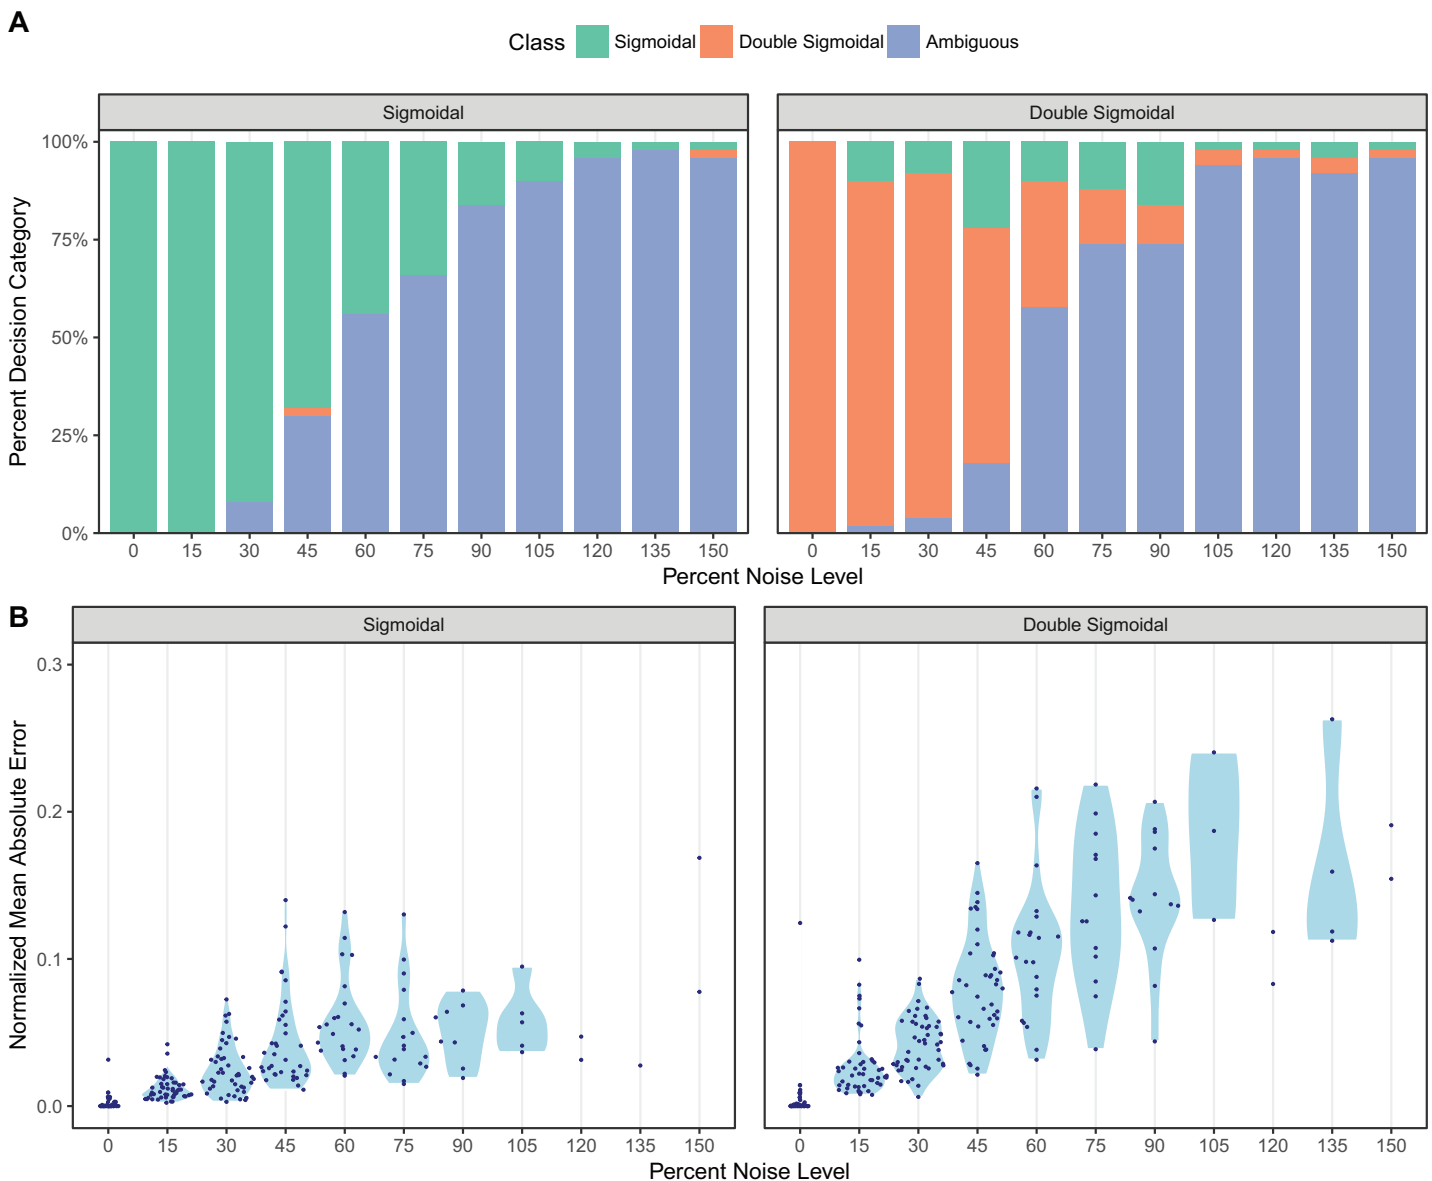 A
Class Sigmoidal Double Sigmoidal Ambiguous
Sigmoidal Double Sigmoidal
100%
75%
50%
25%
0%
Percent Decision Category
0 15 30 45 60 75 90 105 120 135 150 0 15 30 45 60 75 90 105 120 135 150
Percent Noise Level
B
Sigmoidal Double Sigmoidal
0.3
0.2
0.1
0.0
Normalized Mean Absolute Error
0 15 30 45 60 75 90 105 120 135 150 0 15 30 45 60 75 90 105 120 135 150
Percent Noise Level